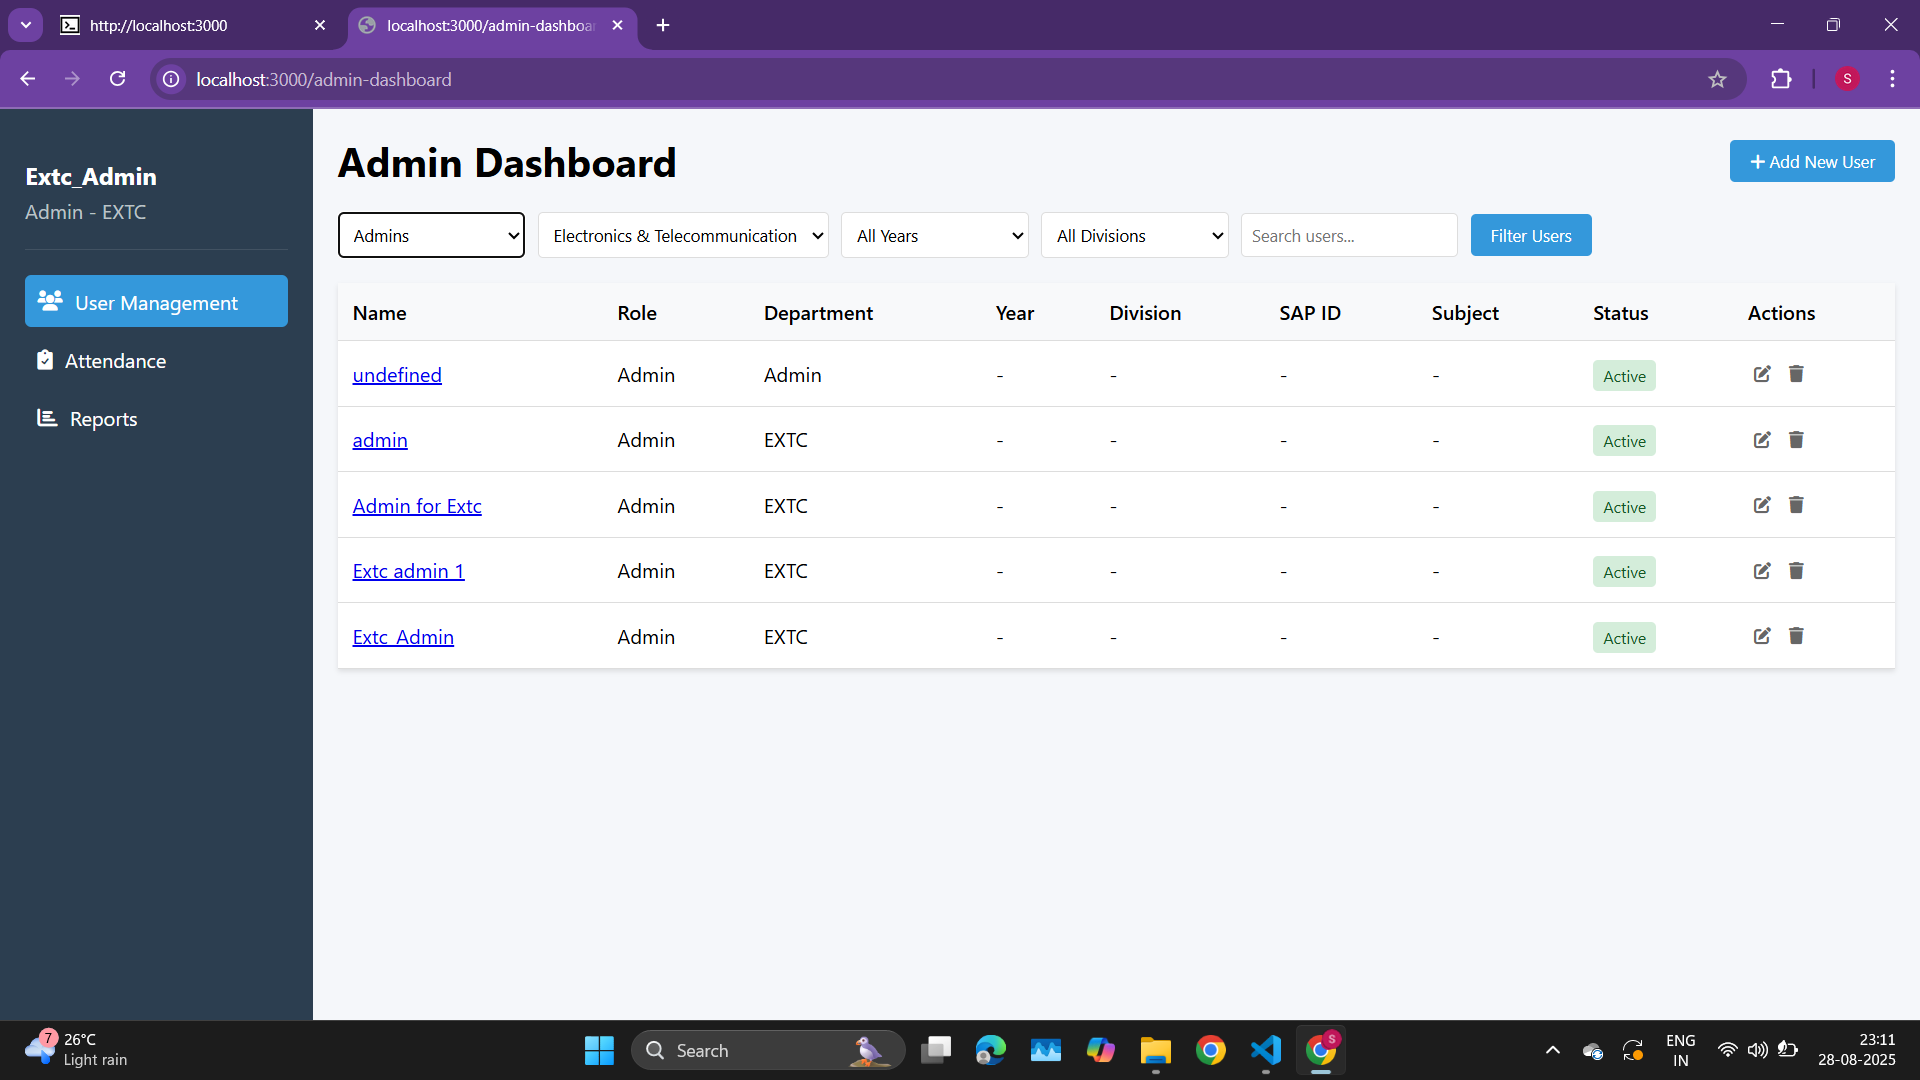 http://localhost:3000
localhost:3000/admin-dashboa
localhost:3000/admin-dashboard
S
Extc_Admin
Admin - EXTC
User Management
Attendance
Reports
Admin Dashboard
+ Add New User
Admins
Electronics & Telecommunication
All Years
All Divisions
Search users...
Filter Users
Name Role Department Year Division SAP ID Subject Status Actions
undefined Admin Admin - - - - Active
admin Admin EXTC - - - - Active
Admin for Extc Admin EXTC - - - - Active
Extc admin 1 Admin EXTC - - - - Active
Extc_Admin Admin EXTC - - - - Active
7
26°C
Light rain
Search
S
ENG
IN
23:11
28-08-2025